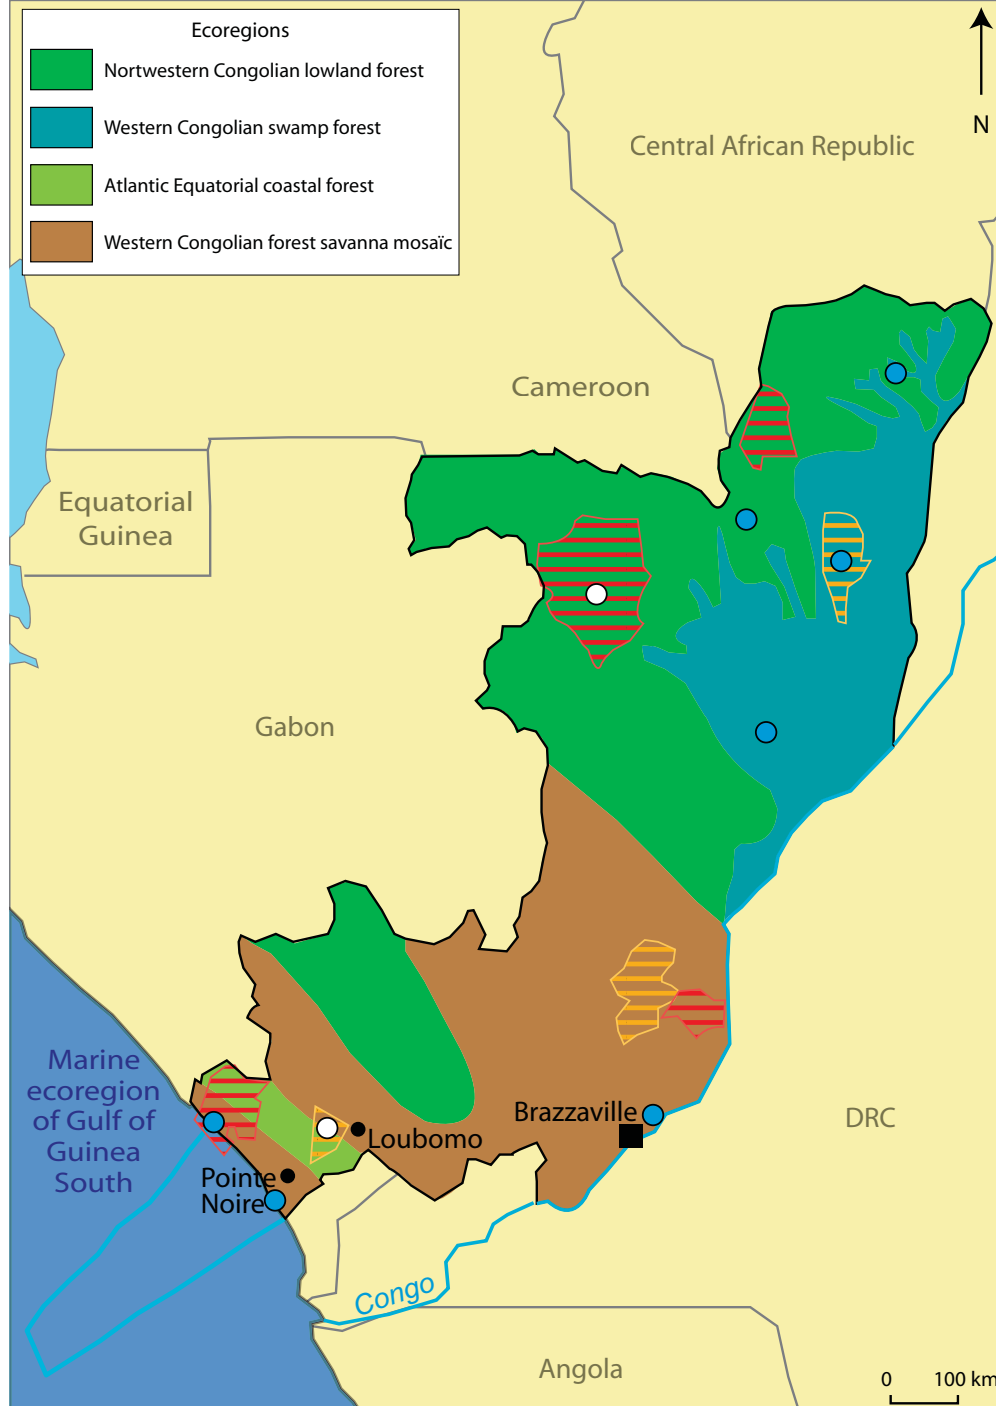 Ecoregions
Nortwestern Congolian lowland forest
Western Congolian swamp forest
Atlantic Equatorial coastal forest
Western Congolian forest savanna mosaïc
N
Central African Republic
Cameroon
Equatorial
Guinea
Gabon
Marine
ecoregion
of Gulf of
Guinea
South
Brazzaville
DRC
Loubomo
Pointe
Noire
Congo
Angola
0 100 km